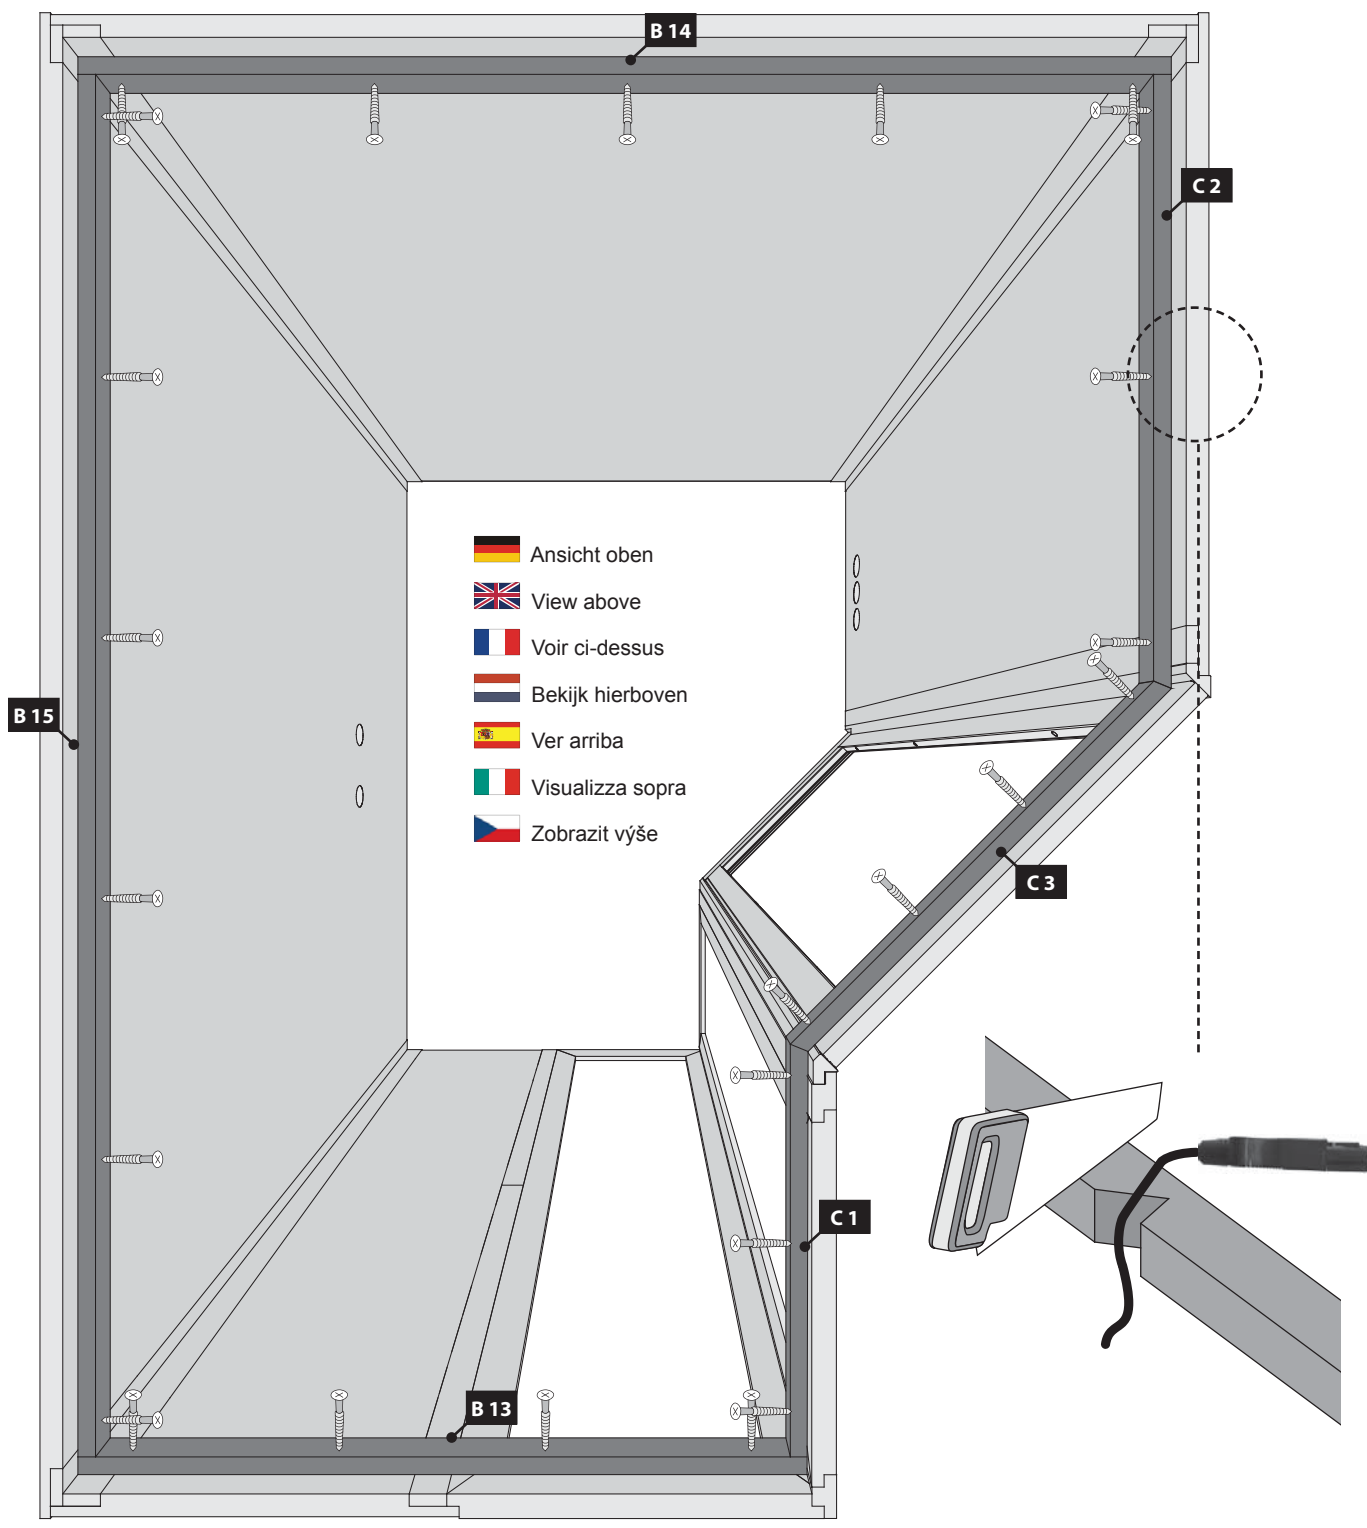 B 14
C 2
Ansicht oben
View above
Voir ci-dessus
Bekijk hierboven
Ver arriba
Visualizza sopra
Zobrazit výše
B 15
C 3
C 1
B 13